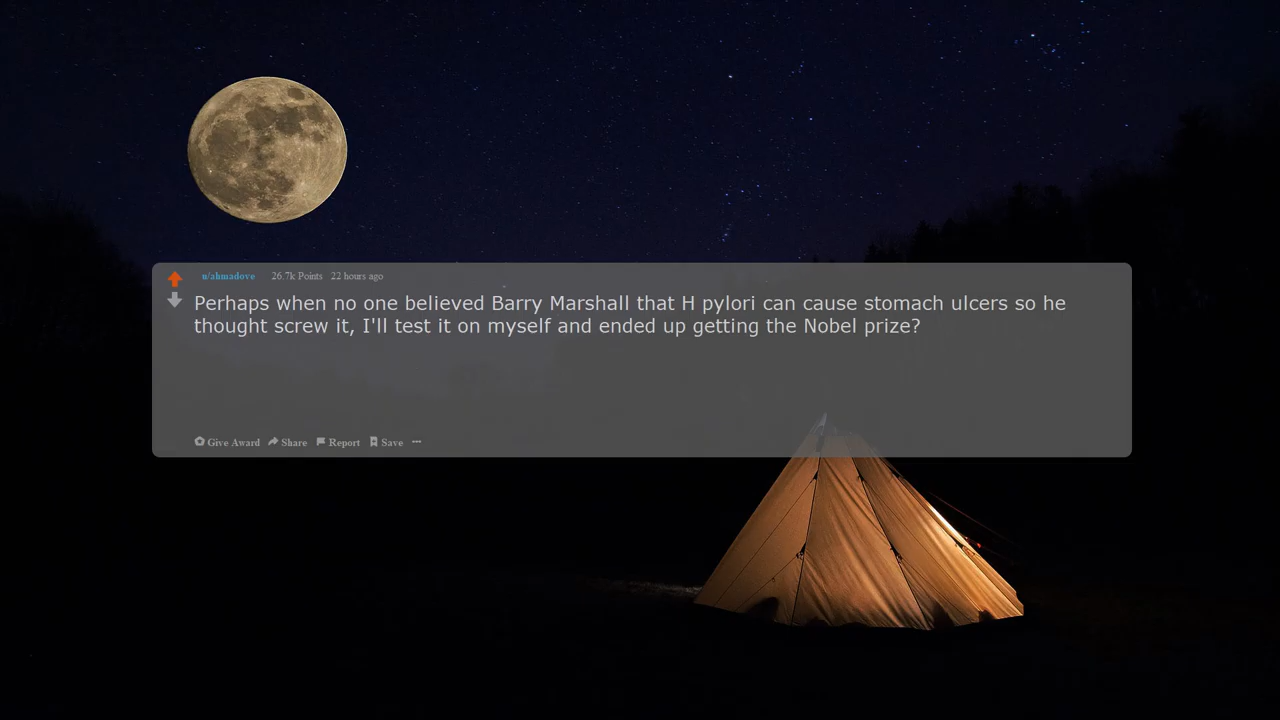 u/ahmadove 26.7k Points 22 hours ago
Perhaps when no one believed Barry Marshall that H pylori can cause stomach ulcers so he
thought screw it, I'll test it on myself and ended up getting the Nobel prize?
Give Award Share Report Save ···